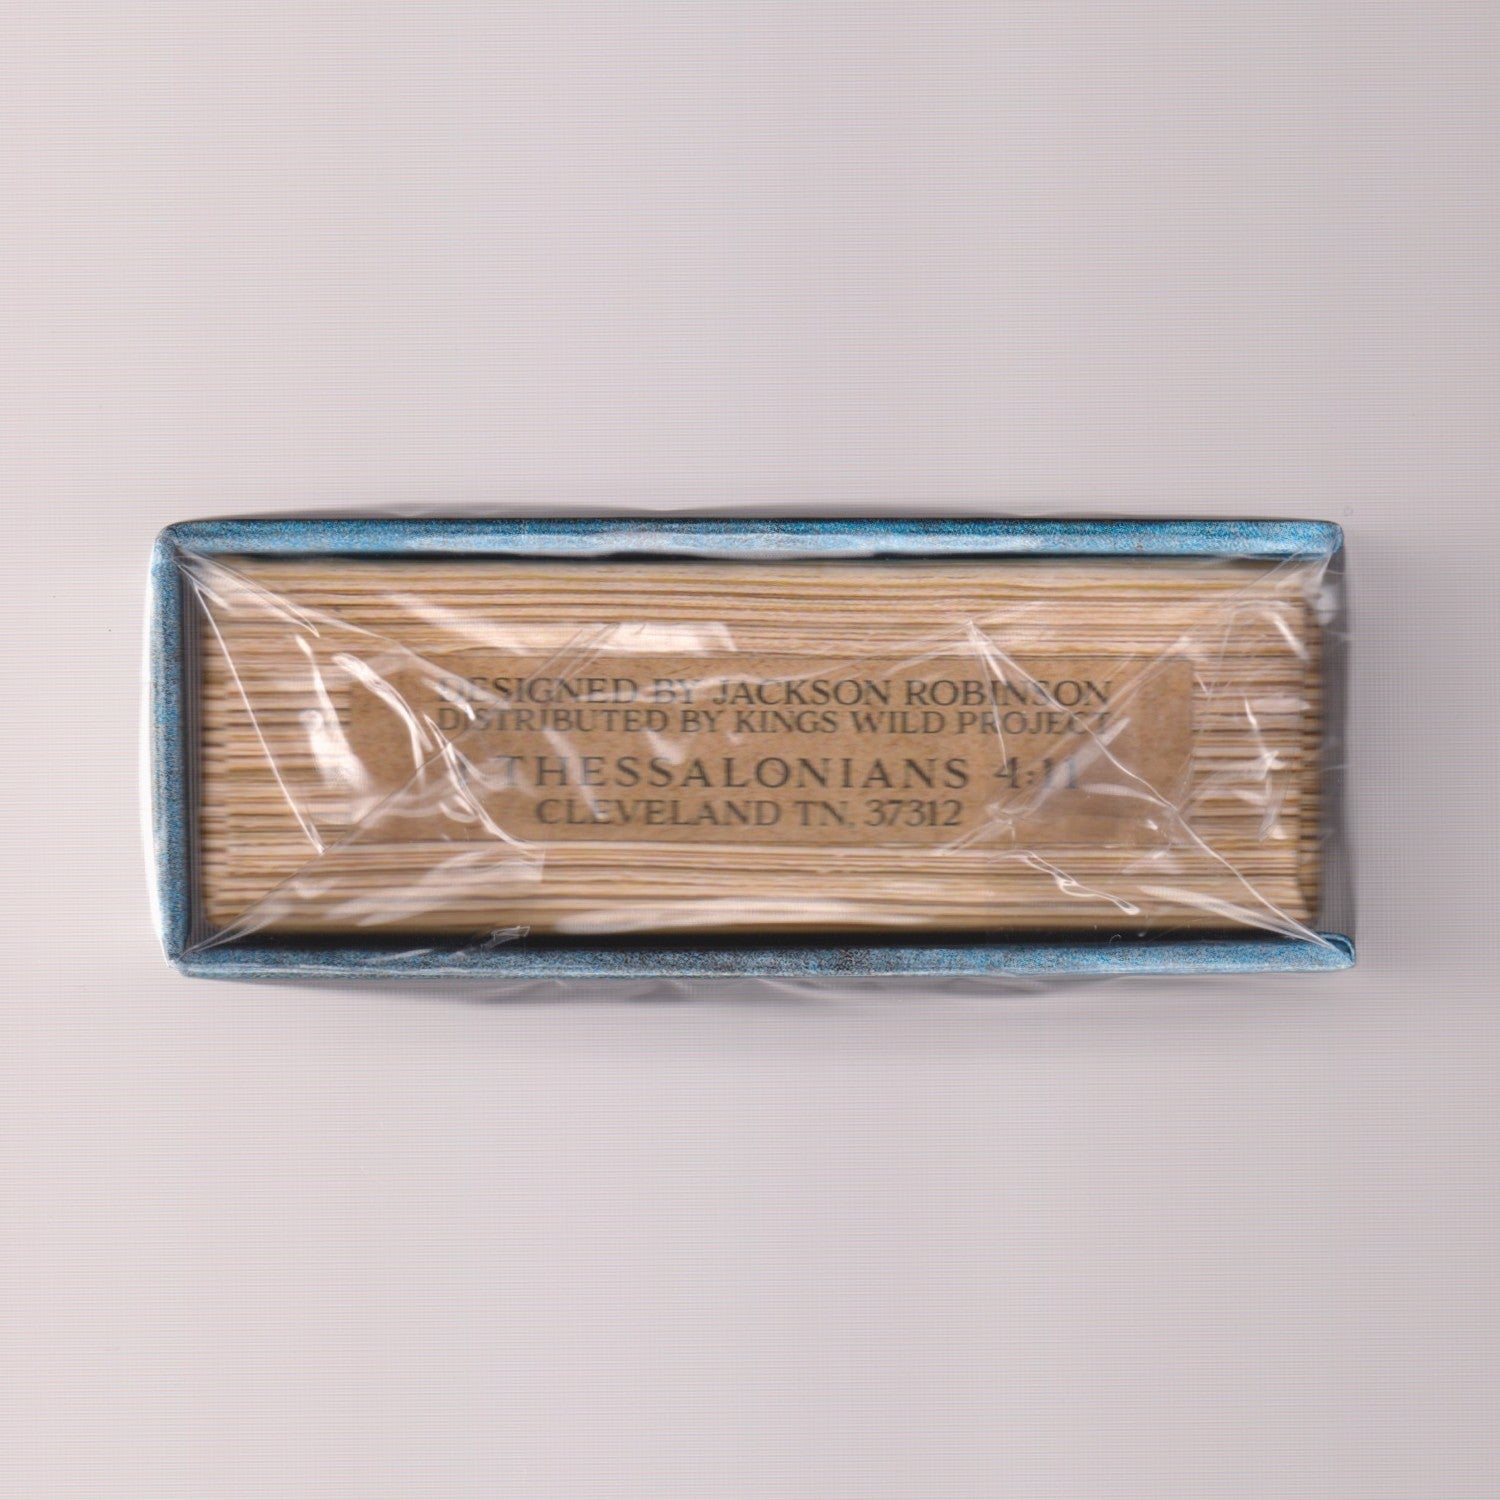 DESIGNED BY JACKSON ROBINSON
DISTRIBUTED BY KINGS WILD PROJECT
THESSALONIANS 4:11
CLEVELAND TN. 37312